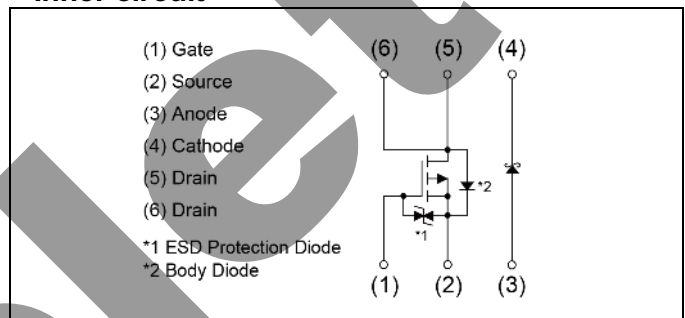 Inner circuit
(1) Gate
(2) Source
(3) Anode
(4) Cathode
(5) Drain
(6) Drain
*1 ESD Protection Diode
*2 Body Diode
(6) (5) (4)
*2
*1
(1) (2) (3)